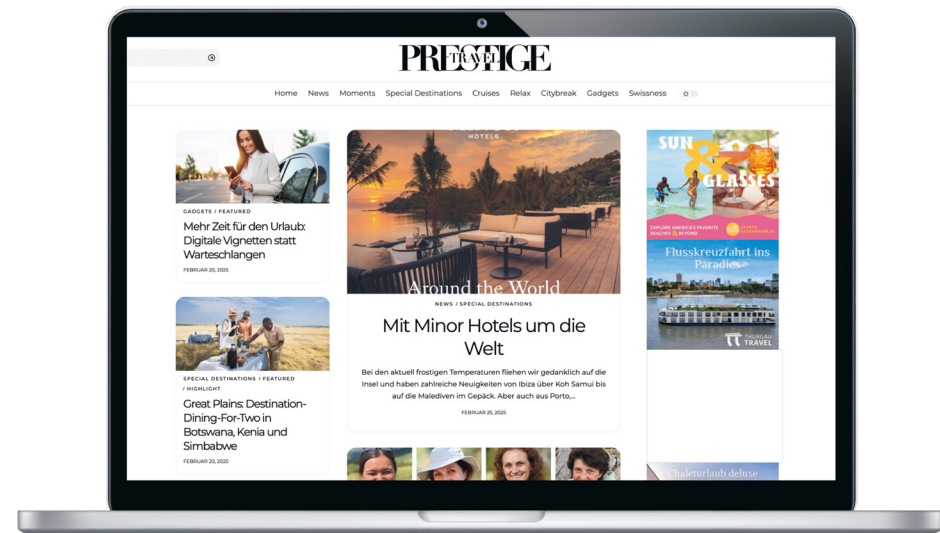 PRESTIGE
TRAVEL
Home News Moments Special Destinations Cruises Relax Citybreak Gadgets Swissness
GADGETS / FEATURED
Mehr Zeit für den Urlaub:
Digitale Vignetten statt
Warteschlangen
FEBRUAR 20, 2025
SPECIAL DESTINATIONS / FEATURED
/ HIGHLIGHT
Great Plains: Destination-
Dining-For-Two in
Botswana, Kenia und
Simbabwe
FEBRUAR 20, 2025
HOTELS
Around the World
NEWS / SPECIAL DESTINATIONS
Mit Minor Hotels um die
Welt
Bei den aktuell frostigen Temperaturen fliehen wir gedanklich auf die
Insel und haben zahlreiche Neuigkeiten von Ibiza über Koh Samui bis
auf die Malediven im Gepäck. Aber auch aus Porto,...
FEBRUAR 25, 2025
SUN
&
GLASSES
EXPLORE AMERICA'S FAVORITE
BEACHES & BEYOND
Flusskreuzfahrt ins
Paradies
THURGAU
TRAVEL
Chaleturlaub deluxe